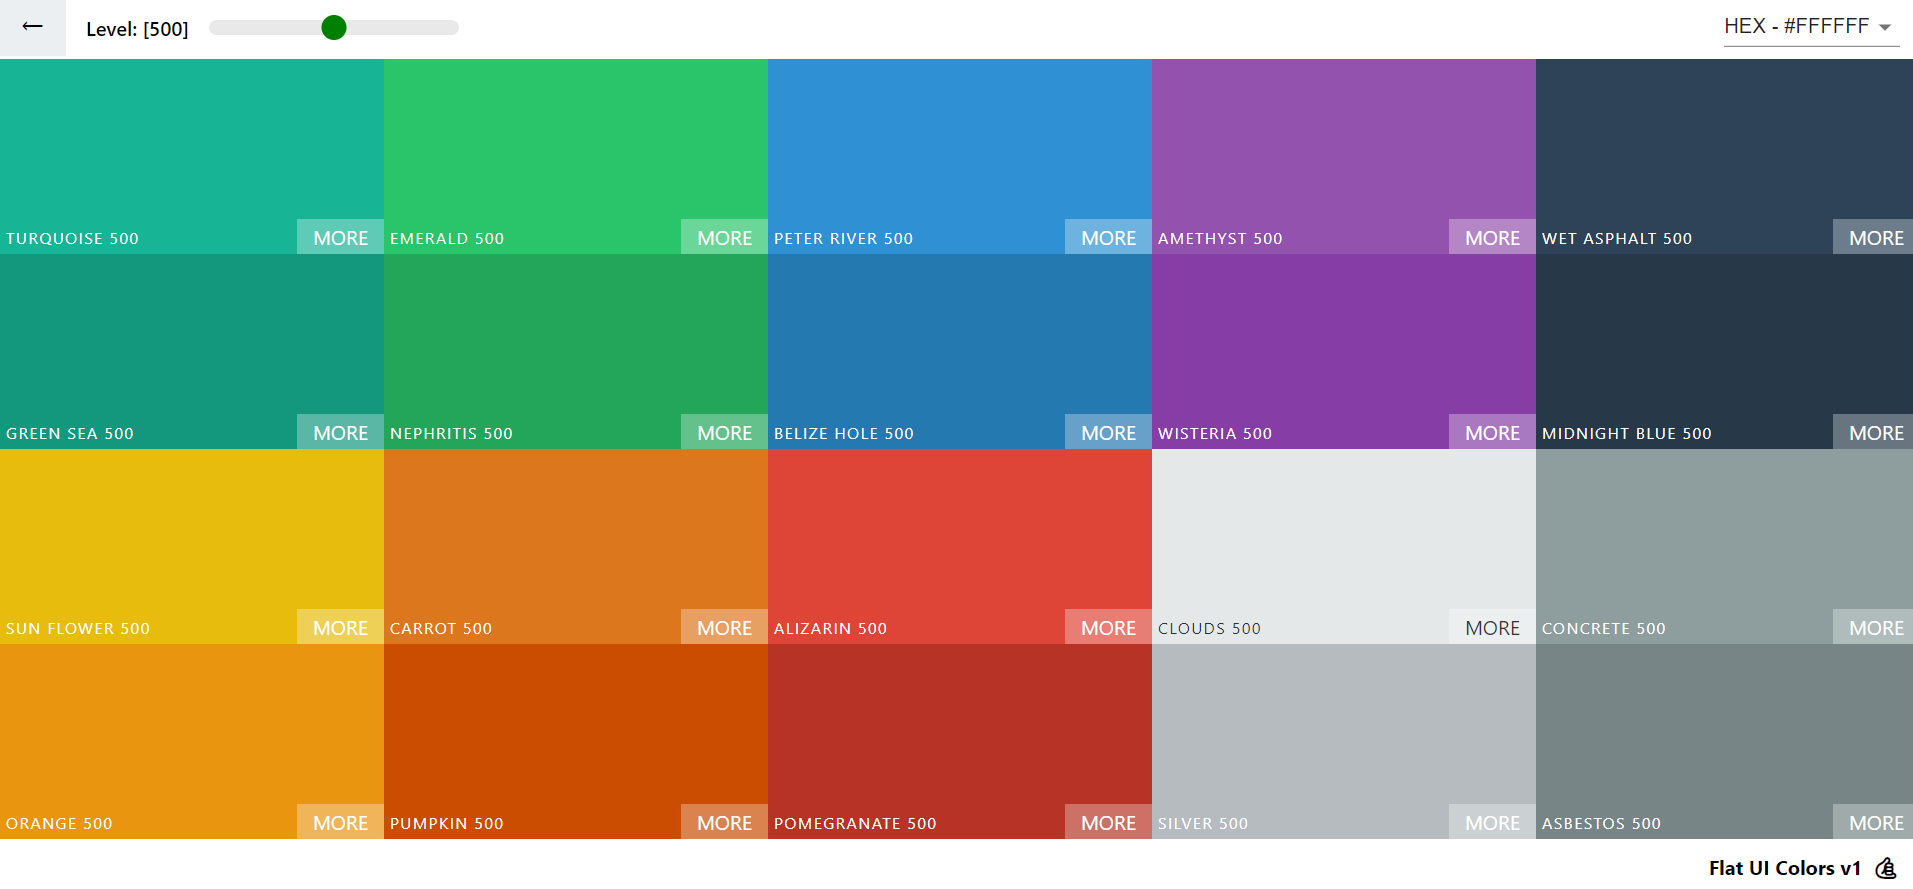 ← Level: [500] HEX - #FFFFFF
TURQUOISE 500 MORE EMERALD 500 MORE PETER RIVER 500 MORE AMETHYST 500 MORE WET ASPHALT 500 MORE
GREEN SEA 500 MORE NEPHRITIS 500 MORE BELIZE HOLE 500 MORE WISTERIA 500 MORE MIDNIGHT BLUE 500 MORE
SUN FLOWER 500 MORE CARROT 500 MORE ALIZARIN 500 MORE CLOUDS 500 MORE CONCRETE 500 MORE
ORANGE 500 MORE PUMPKIN 500 MORE POMEGRANATE 500 MORE SILVER 500 MORE ASBESTOS 500 MORE
Flat UI Colors v1